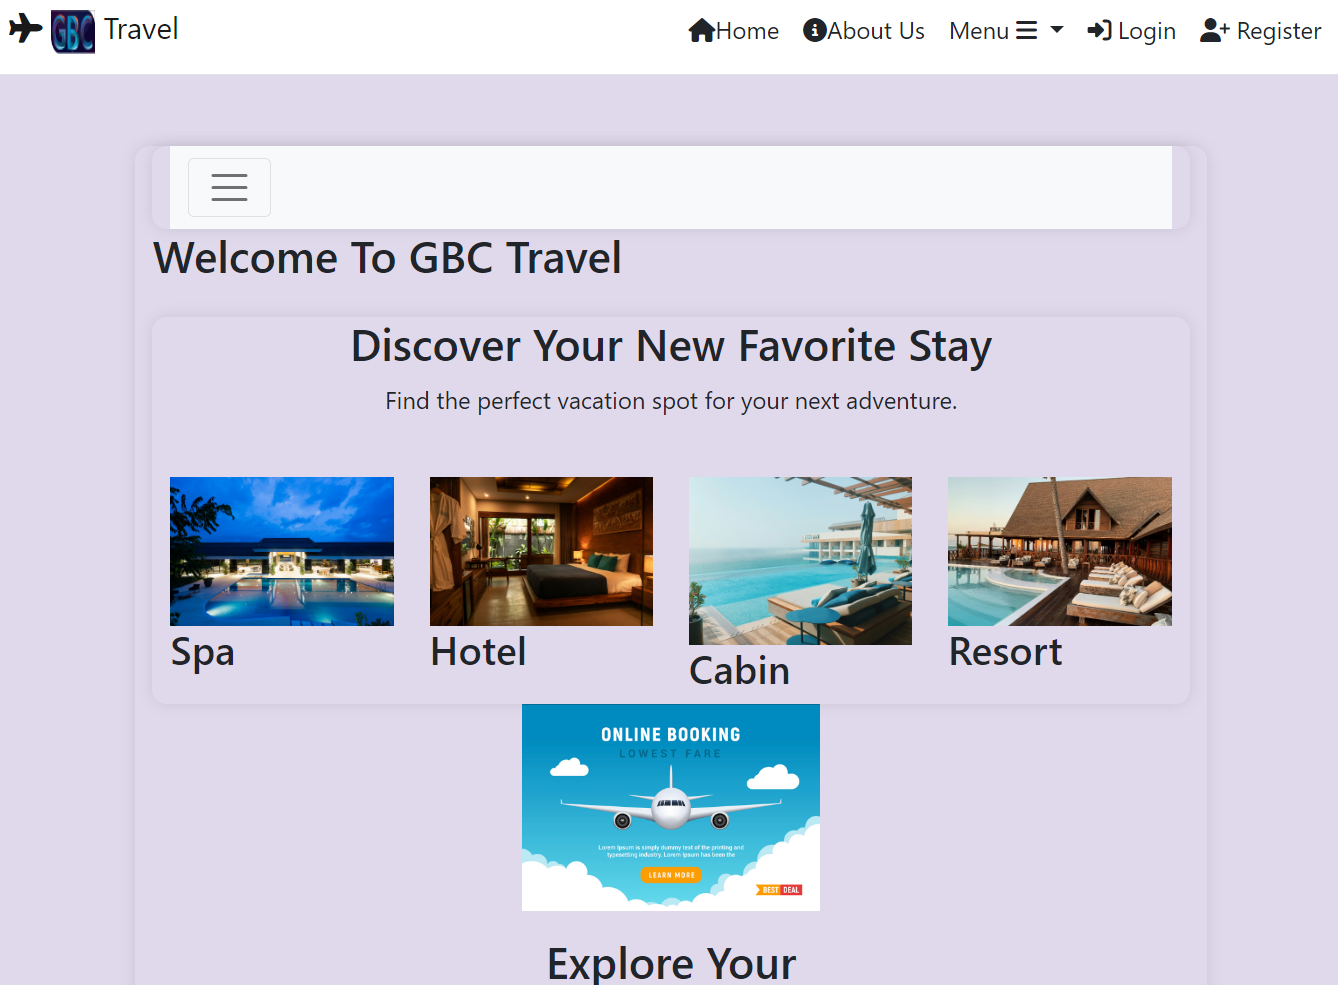 GBC Travel
Home About Us Menu Login Register
Welcome To GBC Travel
Discover Your New Favorite Stay
Find the perfect vacation spot for your next adventure.
Spa
Hotel
Cabin
Resort
ONLINE BOOKING
LOWEST FARE
Lorem Ipsum is simply dummy text of the printing and
typesetting industry. Lorem Ipsum has been the
LEARN MORE
BEST DEAL
Explore Your